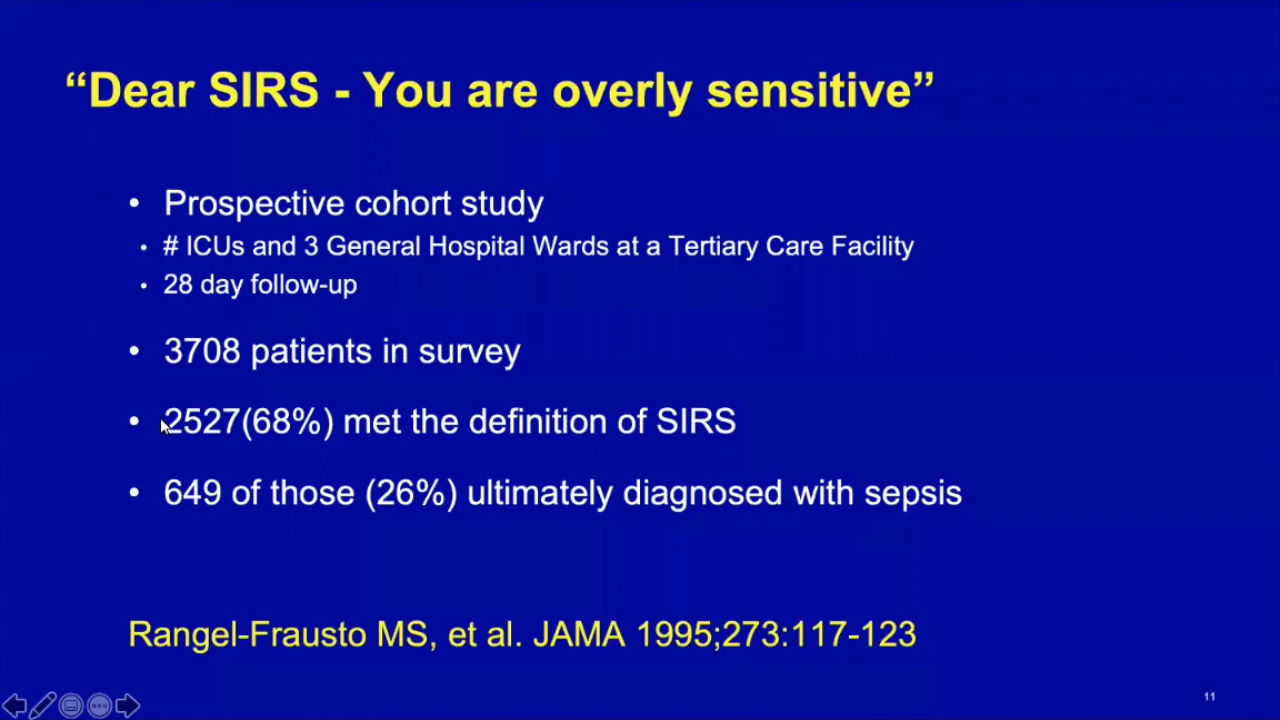 “Dear SIRS - You are overly sensitive”
• Prospective cohort study
• # ICUs and 3 General Hospital Wards at a Tertiary Care Facility
• 28 day follow-up
• 3708 patients in survey
• 2527(68%) met the definition of SIRS
• 649 of those (26%) ultimately diagnosed with sepsis
Rangel-Frausto MS, et al. JAMA 1995;273:117-123
11